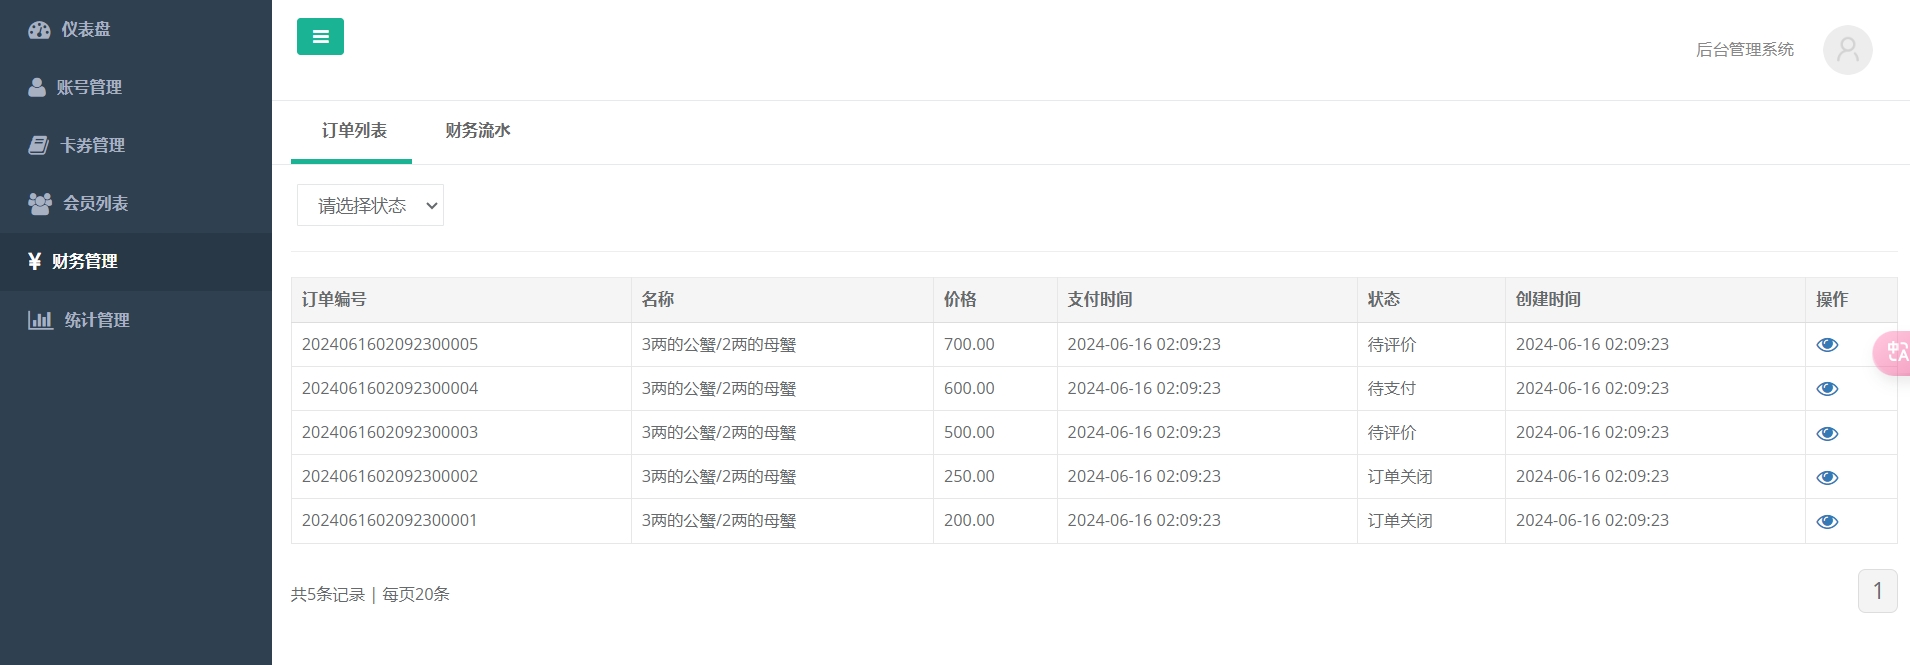 仪表盘
账号管理
卡券管理
会员列表
¥ 财务管理
统计管理
后台管理系统
订单列表 财务流水
请选择状态
订单编号 名称 价格 支付时间 状态 创建时间 操作
2024061602092300005 3两的公蟹/2两的母蟹 700.00 2024-06-16 02:09:23 待评价 2024-06-16 02:09:23
2024061602092300004 3两的公蟹/2两的母蟹 600.00 2024-06-16 02:09:23 待支付 2024-06-16 02:09:23
2024061602092300003 3两的公蟹/2两的母蟹 500.00 2024-06-16 02:09:23 待评价 2024-06-16 02:09:23
2024061602092300002 3两的公蟹/2两的母蟹 250.00 2024-06-16 02:09:23 订单关闭 2024-06-16 02:09:23
2024061602092300001 3两的公蟹/2两的母蟹 200.00 2024-06-16 02:09:23 订单关闭 2024-06-16 02:09:23
中A
共5条记录 | 每页20条
1